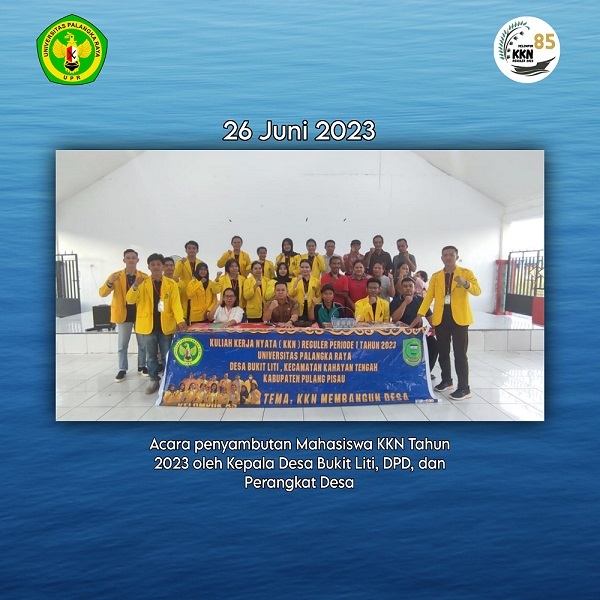 UNIVERSITAS PALANGKA RAYA
UPR
KELOMPOK 85
KKN
26 Juni 2023
KULIAH KERJA NYATA ( KKN ) REGULER PERIODE I TAHUN 2023
UNIVERSITAS PALANGKA RAYA
DESA BUKIT LITI , KECAMATAN KAHAYAN TENGAH
KABUPATEN PULANG PISAU
TEMA: KKN MEMBANGUN DESA
Acara penyambutan Mahasiswa KKN Tahun
2023 oleh Kepala Desa Bukit Liti, DPD, dan
Perangkat Desa